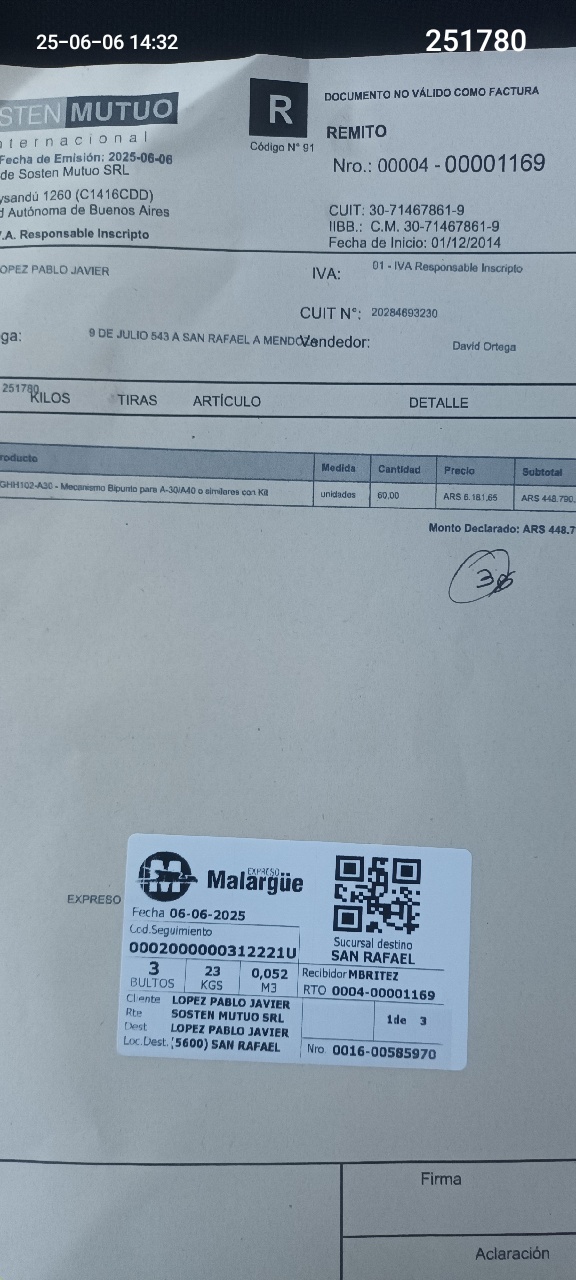 25-06-06 14:32
251780
OSTEN MUTUO
nternacional
R
Código N° 91
DOCUMENTO NO VÁLIDO COMO FACTURA
REMITO
Nro.: 00004 - 00001169
Fecha de Emisión: 2025-06-06
de Sosten Mutuo SRL
ysandú 1260 (C1416CDD)
d Autónoma de Buenos Aires
V.A. Responsable Inscripto
CUIT: 30-71467861-9
IIBB.: C.M. 30-71467861-9
Fecha de Inicio: 01/12/2014
OPEZ PABLO JAVIER
IVA: 01 - IVA Responsable Inscripto
CUIT N°: 20284693230
ga: 9 DE JULIO 543 A SAN RAFAEL A MENDO
Vendedor: David Ortega
251780
KILOS TIRAS ARTÍCULO DETALLE
roducto Medida Cantidad Precio Subtotal
GHH102-A30 - Mecanismo Bipunto para A-30/A40 o similares con Kit unidades 60,00 ARS 6.181,65 ARS 448.790,
Monto Declarado: ARS 448.7
EXPRESO
EXPRESO
Malargüe
Fecha 06-06-2025
Cod.Seguimiento
0002000000312221U
Sucursal destino
SAN RAFAEL
3 BULTOS
23 KGS
0,052 M3
Recibidor MBRITEZ
RTO 0004-00001169
Cliente LOPEZ PABLO JAVIER
Rte SOSTEN MUTUO SRL
Dest LOPEZ PABLO JAVIER
Loc.Dest. (5600) SAN RAFAEL
1de 3
Nro. 0016-00585970
Firma
Aclaración